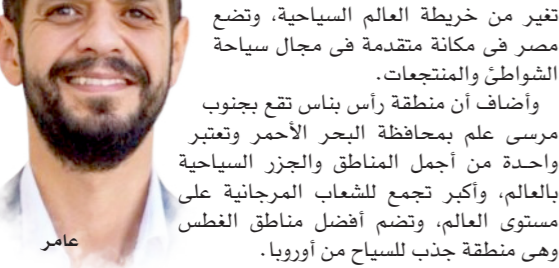 تغير من خريطة العالم السياحية، وتضع
مصر فى مكانة متقدمة فى مجال سياحة
الشواطئ والمنتجعات.
وأضاف أن منطقة رأس بناس تقع بجنوب
مرسى علم بمحافظة البحر الأحمر وتعتبر
واحدة من أجمل المناطق والجزر السياحية
بالعالم، وأكبر تجمع للشعاب المرجانية على
مستوى العالم، وتضم أفضل مناطق الغطس
وهى منطقة جذب للسياح من أوروبا.
عامر